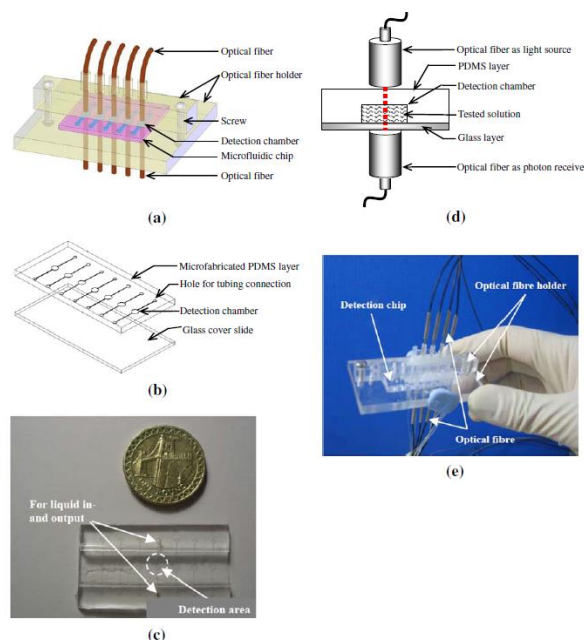 Optical fiber
Optical fiber holder
Screw
Detection chamber
Microfluidic chip
Optical fiber
(a)
Microfabricated PDMS layer
Hole for tubing connection
Detection chamber
Glass cover slide
(b)
For liquid in-
and output
Detection area
(c)
Optical fiber as light source
PDMS layer
Detection chamber
Tested solution
Glass layer
Optical fiber as photon receive
(d)
Optical fibre holder
Detection chip
Optical fibre
(e)